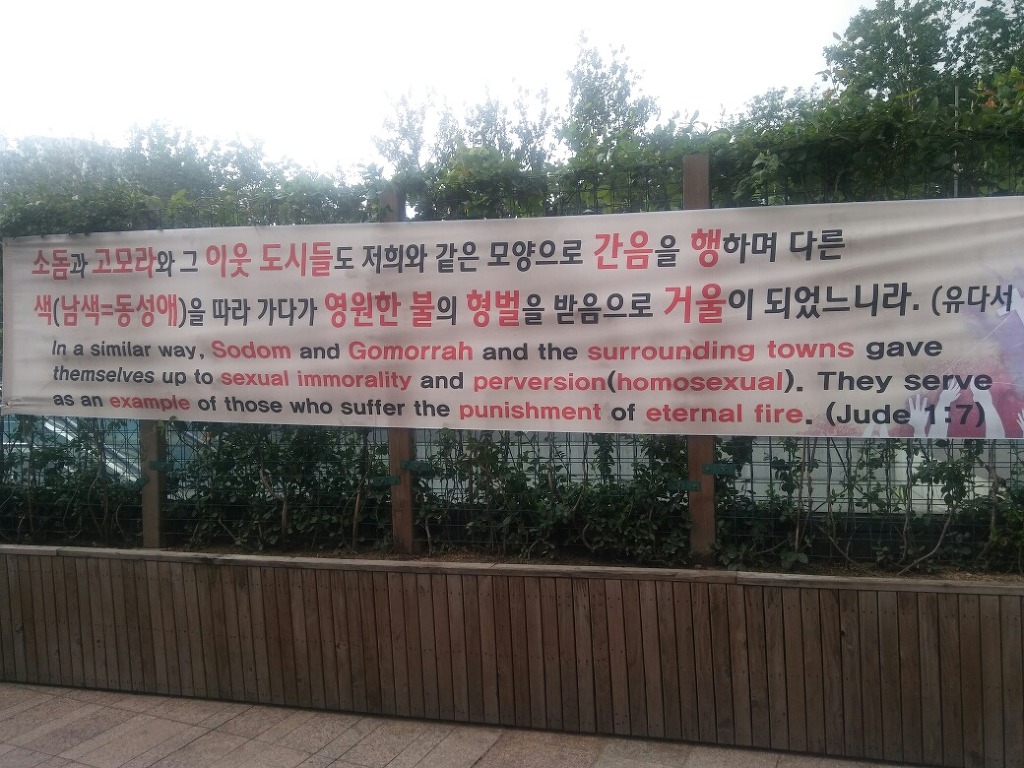 소돔과 고모라와 그 이웃 도시들도 저희와 같은 모양으로 간음을 행하며 다른
색(남색=동성애)을 따라 가다가 영원한 불의 형벌을 받음으로 거울이 되었느니라. (유다서
In a similar way, Sodom and Gomorrah and the surrounding towns gave
themselves up to sexual immorality and perversion(homosexual). They serve
as an example of those who suffer the punishment of eternal fire. (Jude 1:7)